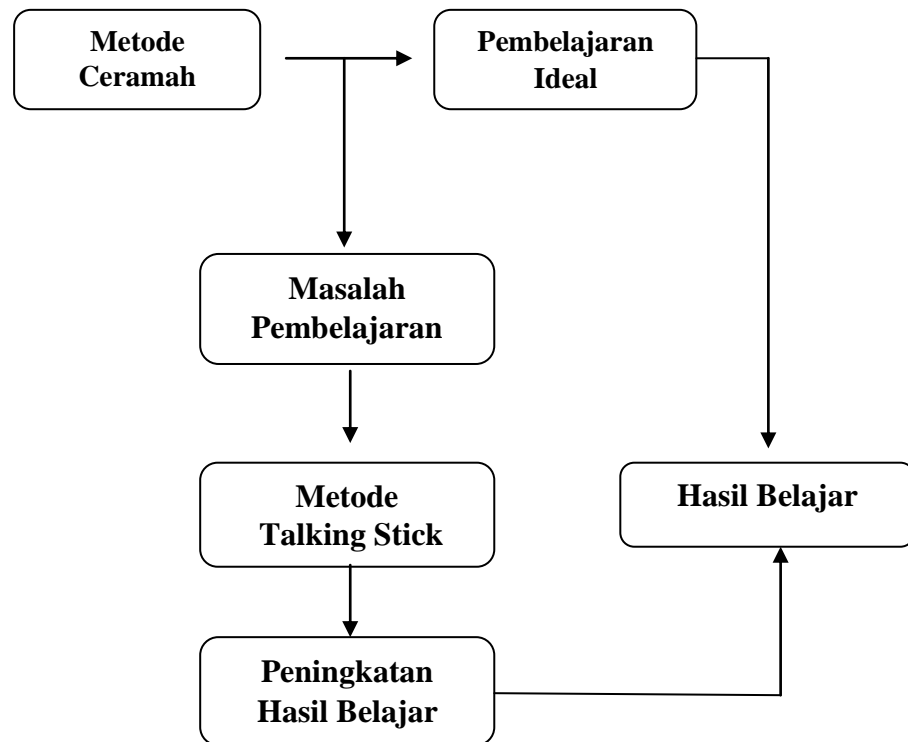 Metode
Ceramah
Pembelajaran
Ideal
Masalah
Pembelajaran
Metode
Talking Stick
Hasil Belajar
Peningkatan
Hasil Belajar